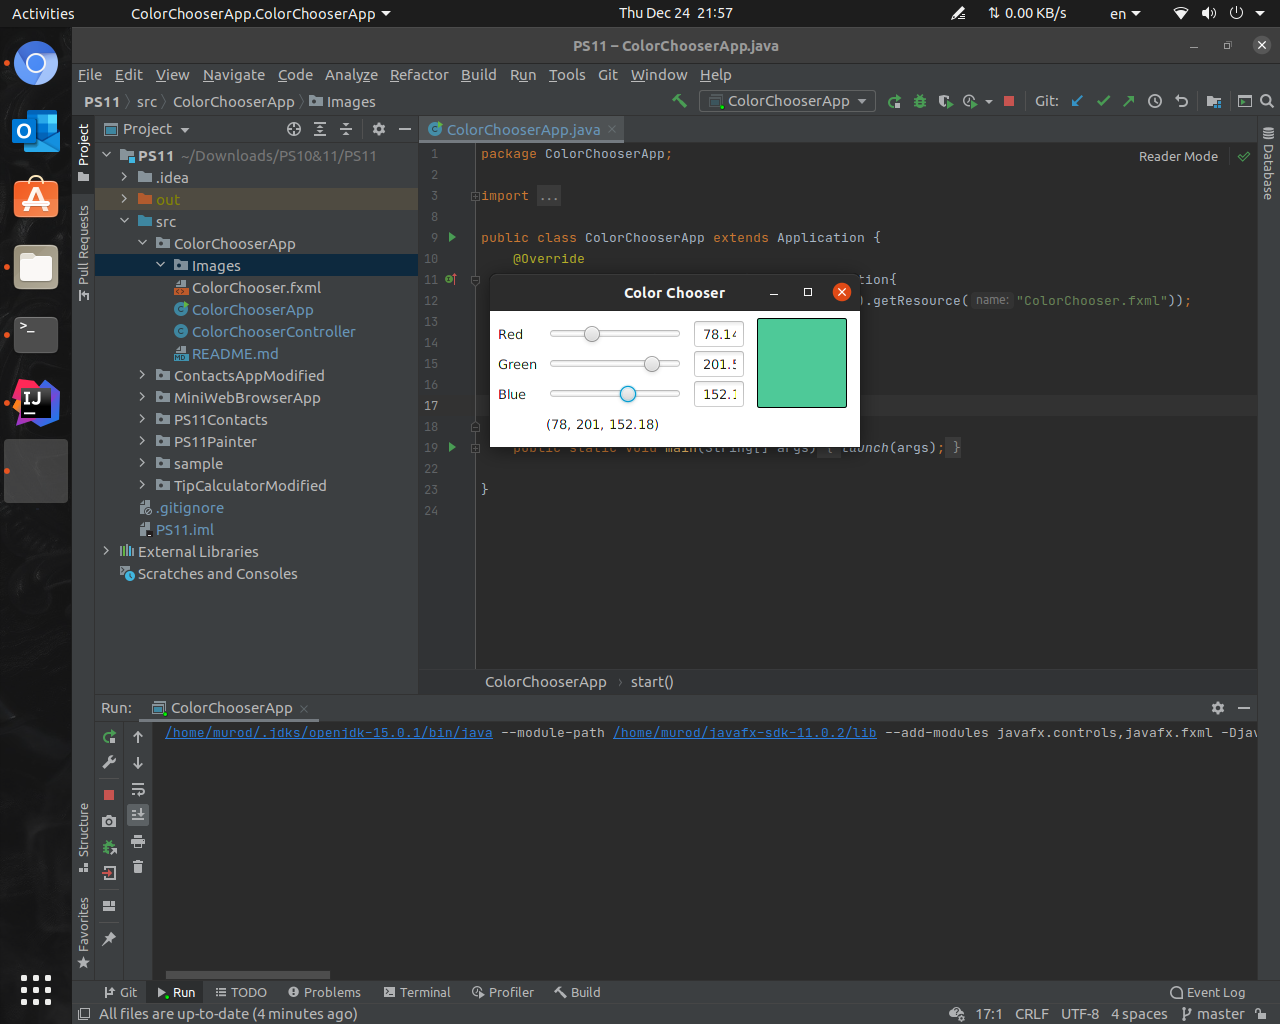 Activities
ColorChooserApp.ColorChooserApp
Thu Dec 24 21:57
0.00 KB/s
en
PS11 – ColorChooserApp.java
File Edit View Navigate Code Analyze Refactor Build Run Tools Git Window Help
PS11 src ColorChooserApp Images
ColorChooserApp
Git:
Project
Pull Requests
Structure
Favorites
Project
PS11 ~/Downloads/PS10&11/PS11
.idea
out
src
ColorChooserApp
Images
ColorChooser.fxml
ColorChooserApp
ColorChooserController
README.md
ContactsAppModified
MiniWebBrowserApp
PS11Contacts
PS11Painter
sample
TipCalculatorModified
.gitignore
PS11.iml
External Libraries
Scratches and Consoles
ColorChooserApp.java
Reader Mode
Database
1 package ColorChooserApp;
2
3 import ...
8
9 public class ColorChooserApp extends Application {
10 @Override
11 tion{
12 ).getResource( name: "ColorChooser.fxml"));
13
14
15
16
17
18
19 public static void main(String[] args) { launch(args); }
22
23 }
24
Color Chooser
Red 78.14
Green 201.5
Blue 152.1
(78, 201, 152.18)
ColorChooserApp start()
Run: ColorChooserApp
/home/murod/.jdks/openjdk-15.0.1/bin/java --module-path /home/murod/javafx-sdk-11.0.2/lib --add-modules javafx.controls,javafx.fxml -Djav
Git Run TODO Problems Terminal Profiler Build Event Log
All files are up-to-date (4 minutes ago) 17:1 CRLF UTF-8 4 spaces master